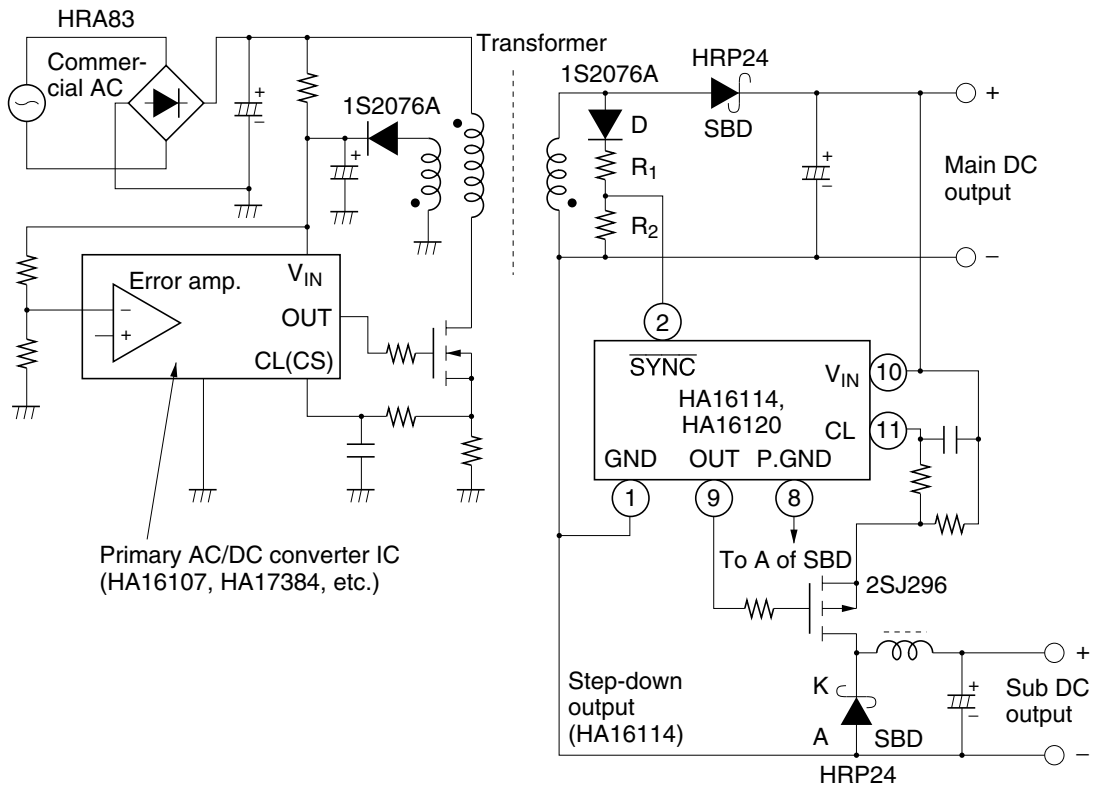 HRA83
Commer-
cial AC
1S2076A
Transformer
1S2076A
HRP24
SBD
D
R1
R2
+
+
+
+
−
−
−
+
−
Main DC
output
Error amp.
−
+
VIN
OUT
CL(CS)
Primary AC/DC converter IC
(HA16107, HA17384, etc.)
2
SYNC
HA16114,
HA16120
VIN
10
CL
11
GND
OUT
P.GND
1
9
8
To A of SBD
2SJ296
Step-down
output
(HA16114)
K
A
SBD
HRP24
+
−
+
−
Sub DC
output